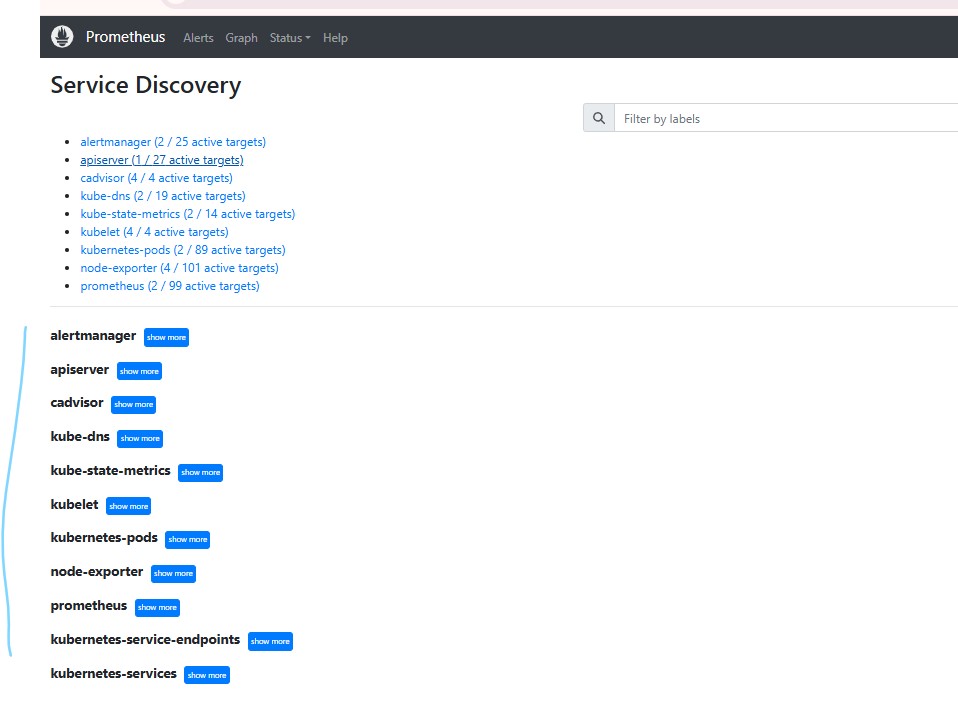 Prometheus Alerts Graph Status Help
Service Discovery
Filter by labels
alertmanager (2 / 25 active targets)
apiserver (1 / 27 active targets)
cadvisor (4 / 4 active targets)
kube-dns (2 / 19 active targets)
kube-state-metrics (2 / 14 active targets)
kubelet (4 / 4 active targets)
kubernetes-pods (2 / 89 active targets)
node-exporter (4 / 101 active targets)
prometheus (2 / 99 active targets)
alertmanager show more
apiserver show more
cadvisor show more
kube-dns show more
kube-state-metrics show more
kubelet show more
kubernetes-pods show more
node-exporter show more
prometheus show more
kubernetes-service-endpoints show more
kubernetes-services show more